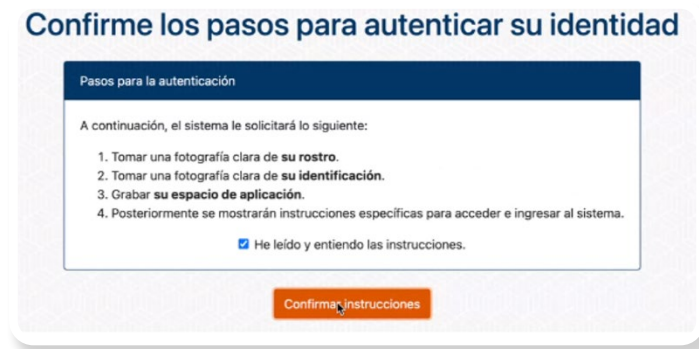 Confirme los pasos para autenticar su identidad
Pasos para la autenticación
A continuación, el sistema le solicitará lo siguiente:
1. Tomar una fotografía clara de su rostro.
2. Tomar una fotografía clara de su identificación.
3. Grabar su espacio de aplicación.
4. Posteriormente se mostrarán instrucciones específicas para acceder e ingresar al sistema.
He leído y entiendo las instrucciones.
Confirmar instrucciones